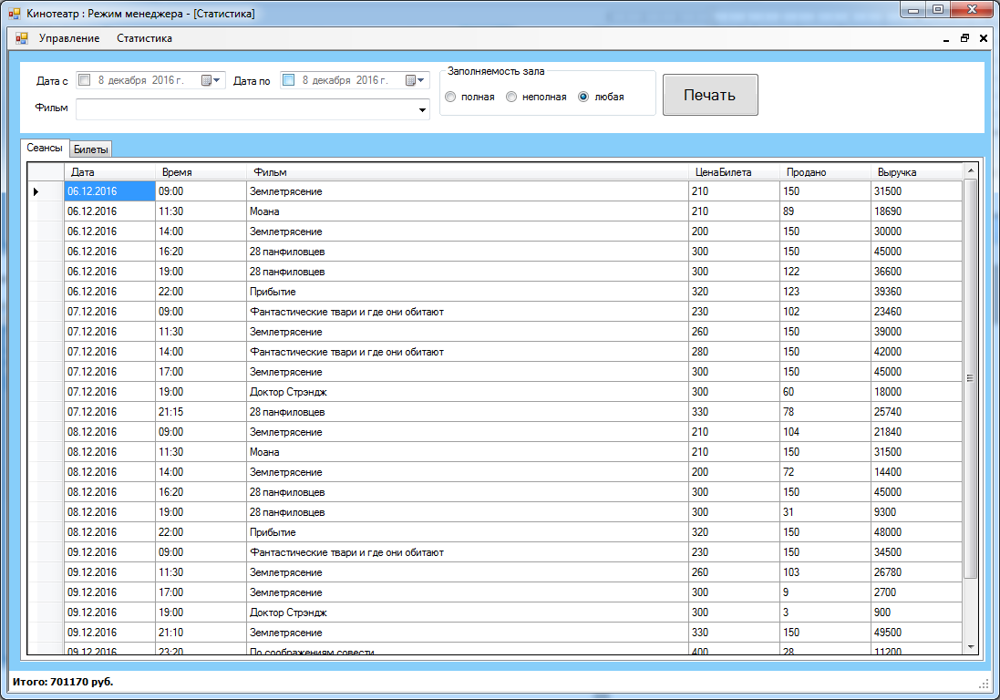 Кинотеатр : Режим менеджера - [Статистика]
Управление Статистика
Дата с 8 декабря 2016 г. Дата по 8 декабря 2016 г.
Заполняемость зала
полная неполная любая
Печать
Фильм
Сеансы Билеты
Дата Время Фильм ЦенаБилета Продано Выручка
06.12.2016 09:00 Землетрясение 210 150 31500
06.12.2016 11:30 Моана 210 89 18690
06.12.2016 14:00 Землетрясение 200 150 30000
06.12.2016 16:20 28 панфиловцев 300 150 45000
06.12.2016 19:00 28 панфиловцев 300 122 36600
06.12.2016 22:00 Прибытие 320 123 39360
07.12.2016 09:00 Фантастические твари и где они обитают 230 102 23460
07.12.2016 11:30 Землетрясение 260 150 39000
07.12.2016 14:00 Фантастические твари и где они обитают 280 150 42000
07.12.2016 17:00 Землетрясение 300 150 45000
07.12.2016 19:00 Доктор Стрэндж 300 60 18000
07.12.2016 21:15 28 панфиловцев 330 78 25740
08.12.2016 09:00 Землетрясение 210 104 21840
08.12.2016 11:30 Моана 210 150 31500
08.12.2016 14:00 Землетрясение 200 72 14400
08.12.2016 16:20 28 панфиловцев 300 150 45000
08.12.2016 19:00 28 панфиловцев 300 31 9300
08.12.2016 22:00 Прибытие 320 150 48000
09.12.2016 09:00 Фантастические твари и где они обитают 230 150 34500
09.12.2016 11:30 Землетрясение 260 103 26780
09.12.2016 17:00 Землетрясение 300 9 2700
09.12.2016 19:00 Доктор Стрэндж 300 3 900
09.12.2016 21:10 Землетрясение 330 150 49500
09.12.2016 23:20 По соображениям совести 400 28 11200
Итого: 701170 руб.